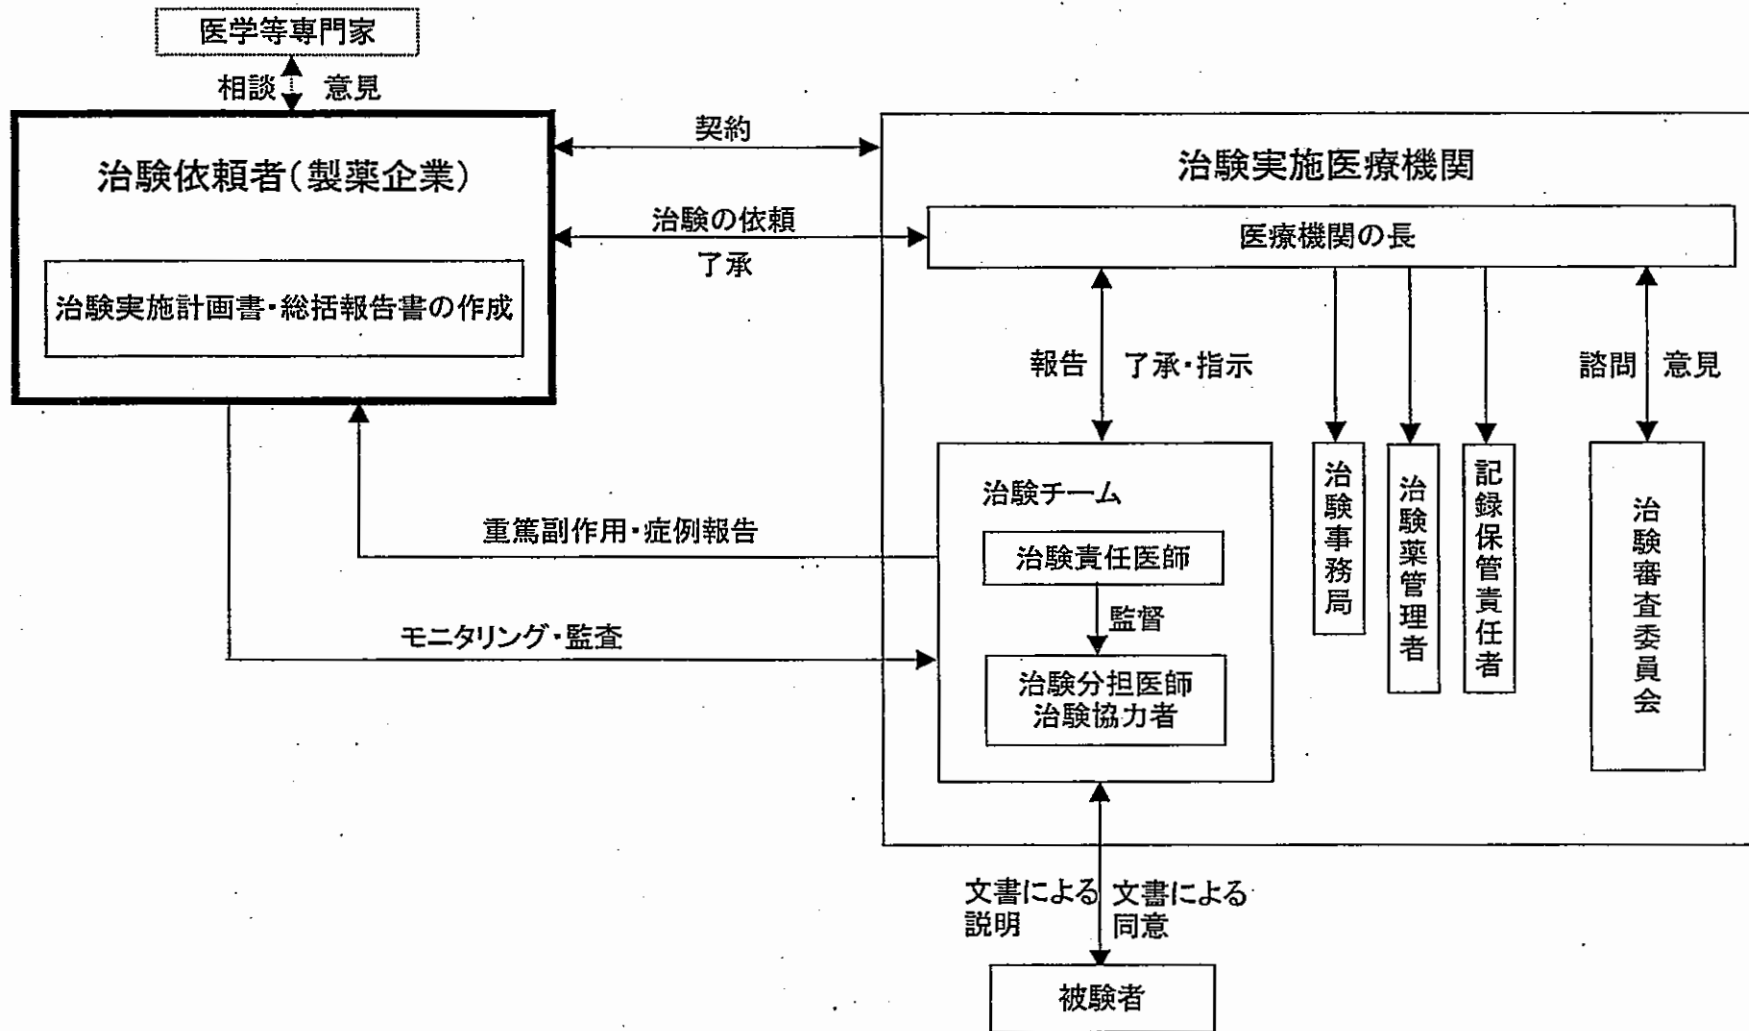 医学等専門家
相談 意見
治験依頼者(製薬企業)
治験実施計画書・総括報告書の作成
契約
治験の依頼
了承
治験実施医療機関
医療機関の長
報告 了承・指示
諮問 意見
治験チーム
治験責任医師
監督
治験分担医師
治験協力者
治験事務局
治験薬管理者
記録保管責任者
治験審査委員会
重篤副作用・症例報告
モニタリング・監査
文書による
説明
文書による
同意
被験者